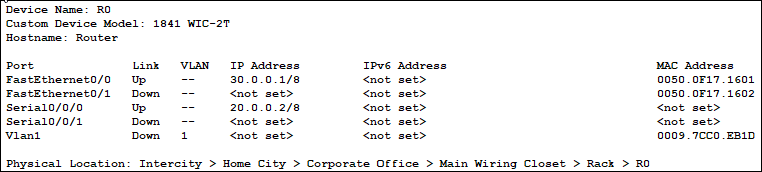 Device Name: R0
Custom Device Model: 1841 WIC-2T
Hostname: Router
Port Link VLAN IP Address IPv6 Address MAC Address
FastEthernet0/0 Up -- 30.0.0.1/8 <not set> 0050.0F17.1601
FastEthernet0/1 Down -- <not set> <not set> 0050.0F17.1602
Serial0/0/0 Up -- 20.0.0.2/8 <not set> <not set>
Serial0/0/1 Down -- <not set> <not set> <not set>
Vlan1 Down 1 <not set> <not set> 0009.7CC0.EB1D
Physical Location: Intercity > Home City > Corporate Office > Main Wiring Closet > Rack > R0